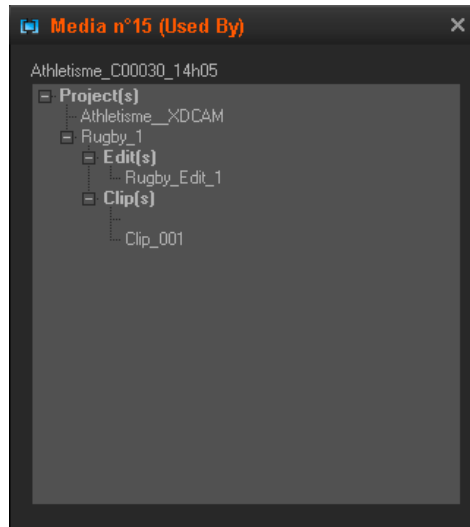 Media n°15 (Used By)
Athletisme_C00030_14h05
Project(s)
Athletisme__XDCAM
Rugby_1
Edit(s)
Rugby_Edit_1
Clip(s)
Clip_001